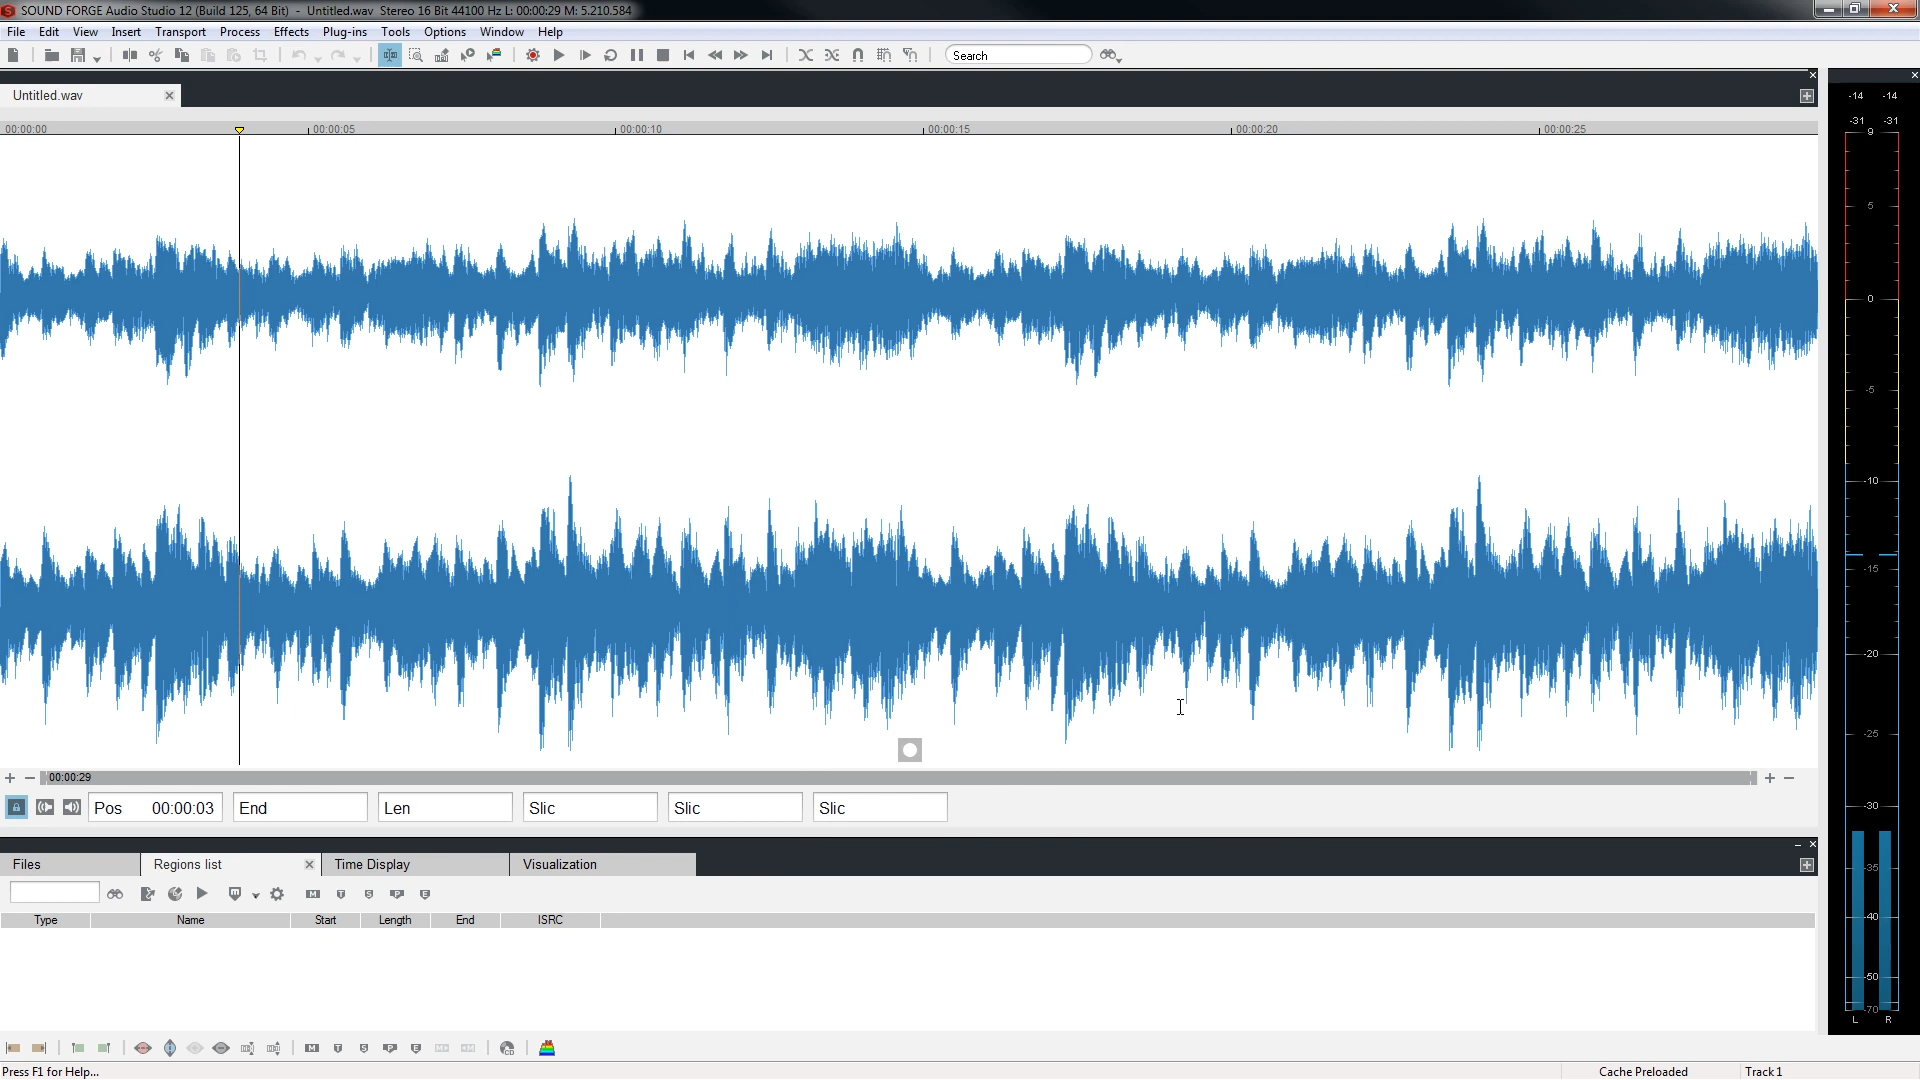 SOUND FORGE Audio Studio 12 (Build 125, 64 Bit) - Untitled.wav Stereo 16 Bit 44100 Hz L: 00:00:29 M: 5.210.584
File Edit View Insert Transport Process Effects Plug-ins Tools Options Window Help
Search
Untitled.wav
00:00:00 00:00:05 00:00:10 00:00:15 00:00:20 00:00:25
00:00:29
Pos 00:00:03 End Len Slic Slic Slic
Files Regions list Time Display Visualization
M T S P E
Type Name Start Length End ISRC
M T S P E
CD
Press F1 for Help...
Cache Preloaded Track 1
-14 -14
-31 -31
9
5
0
-5
-10
-15
-20
-25
-30
-35
-40
-50
-70
L R